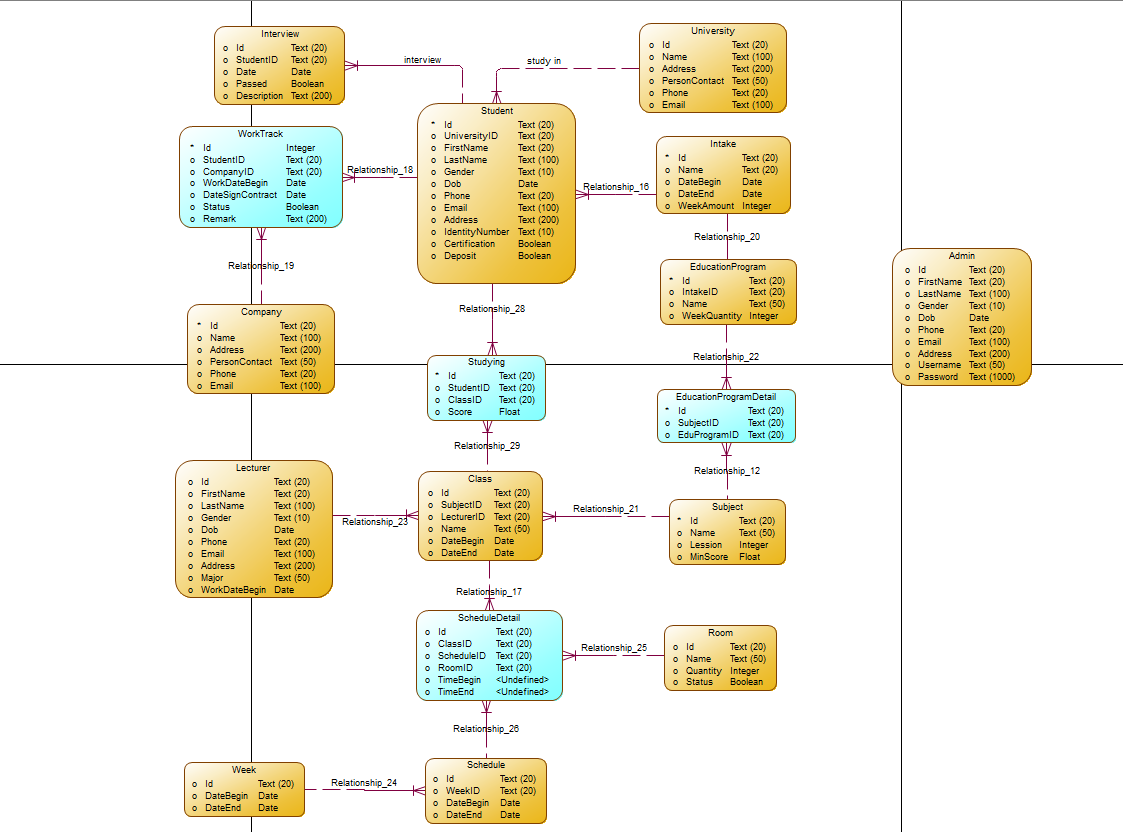 Interview
o Id Text (20)
o StudentID Text (20)
o Date Date
o Passed Boolean
o Description Text (200)
interview
study in
University
o Id Text (20)
o Name Text (100)
o Address Text (200)
o PersonContact Text (50)
o Phone Text (20)
o Email Text (100)
WorkTrack
* Id Integer
o StudentID Text (20)
o CompanyID Text (20)
o WorkDateBegin Date
o DateSignContract Date
o Status Boolean
o Remark Text (200)
Relationship_18
Student
* Id Text (20)
o UniversityID Text (20)
o FirstName Text (20)
o LastName Text (100)
o Gender Text (10)
o Dob Date
o Phone Text (20)
o Email Text (100)
o Address Text (200)
o IdentityNumber Text (10)
o Certification Boolean
o Deposit Boolean
Relationship_16
Intake
* Id Text (20)
o Name Text (20)
o DateBegin Date
o DateEnd Date
o WeekAmount Integer
Relationship_20
Relationship_19
EducationProgram
* Id Text (20)
o IntakeID Text (20)
o Name Text (50)
o WeekQuantity Integer
Admin
o Id Text (20)
o FirstName Text (20)
o LastName Text (100)
o Gender Text (10)
o Dob Date
o Phone Text (20)
o Email Text (100)
o Address Text (200)
o Username Text (50)
o Password Text (1000)
Company
* Id Text (20)
o Name Text (100)
o Address Text (200)
o PersonContact Text (50)
o Phone Text (20)
o Email Text (100)
Relationship_28
Relationship_22
Studying
* Id Text (20)
o StudentID Text (20)
o ClassID Text (20)
o Score Float
EducationProgramDetail
* Id Text (20)
o SubjectID Text (20)
o EduProgramID Text (20)
Relationship_29
Relationship_12
Lecturer
o Id Text (20)
o FirstName Text (20)
o LastName Text (100)
o Gender Text (10)
o Dob Date
o Phone Text (20)
o Email Text (100)
o Address Text (200)
o Major Text (50)
o WorkDateBegin Date
Relationship_23
Class
o Id Text (20)
o SubjectID Text (20)
o LecturerID Text (20)
o Name Text (50)
o DateBegin Date
o DateEnd Date
Relationship_21
Subject
* Id Text (20)
o Name Text (50)
o Lession Integer
o MinScore Float
Relationship_17
ScheduleDetail
o Id Text (20)
o ClassID Text (20)
o ScheduleID Text (20)
o RoomID Text (20)
o TimeBegin <Undefined>
o TimeEnd <Undefined>
Relationship_25
Room
o Id Text (20)
o Name Text (50)
o Quantity Integer
o Status Boolean
Relationship_26
Week
o Id Text (20)
o DateBegin Date
o DateEnd Date
Relationship_24
Schedule
o Id Text (20)
o WeekID Text (20)
o DateBegin Date
o DateEnd Date